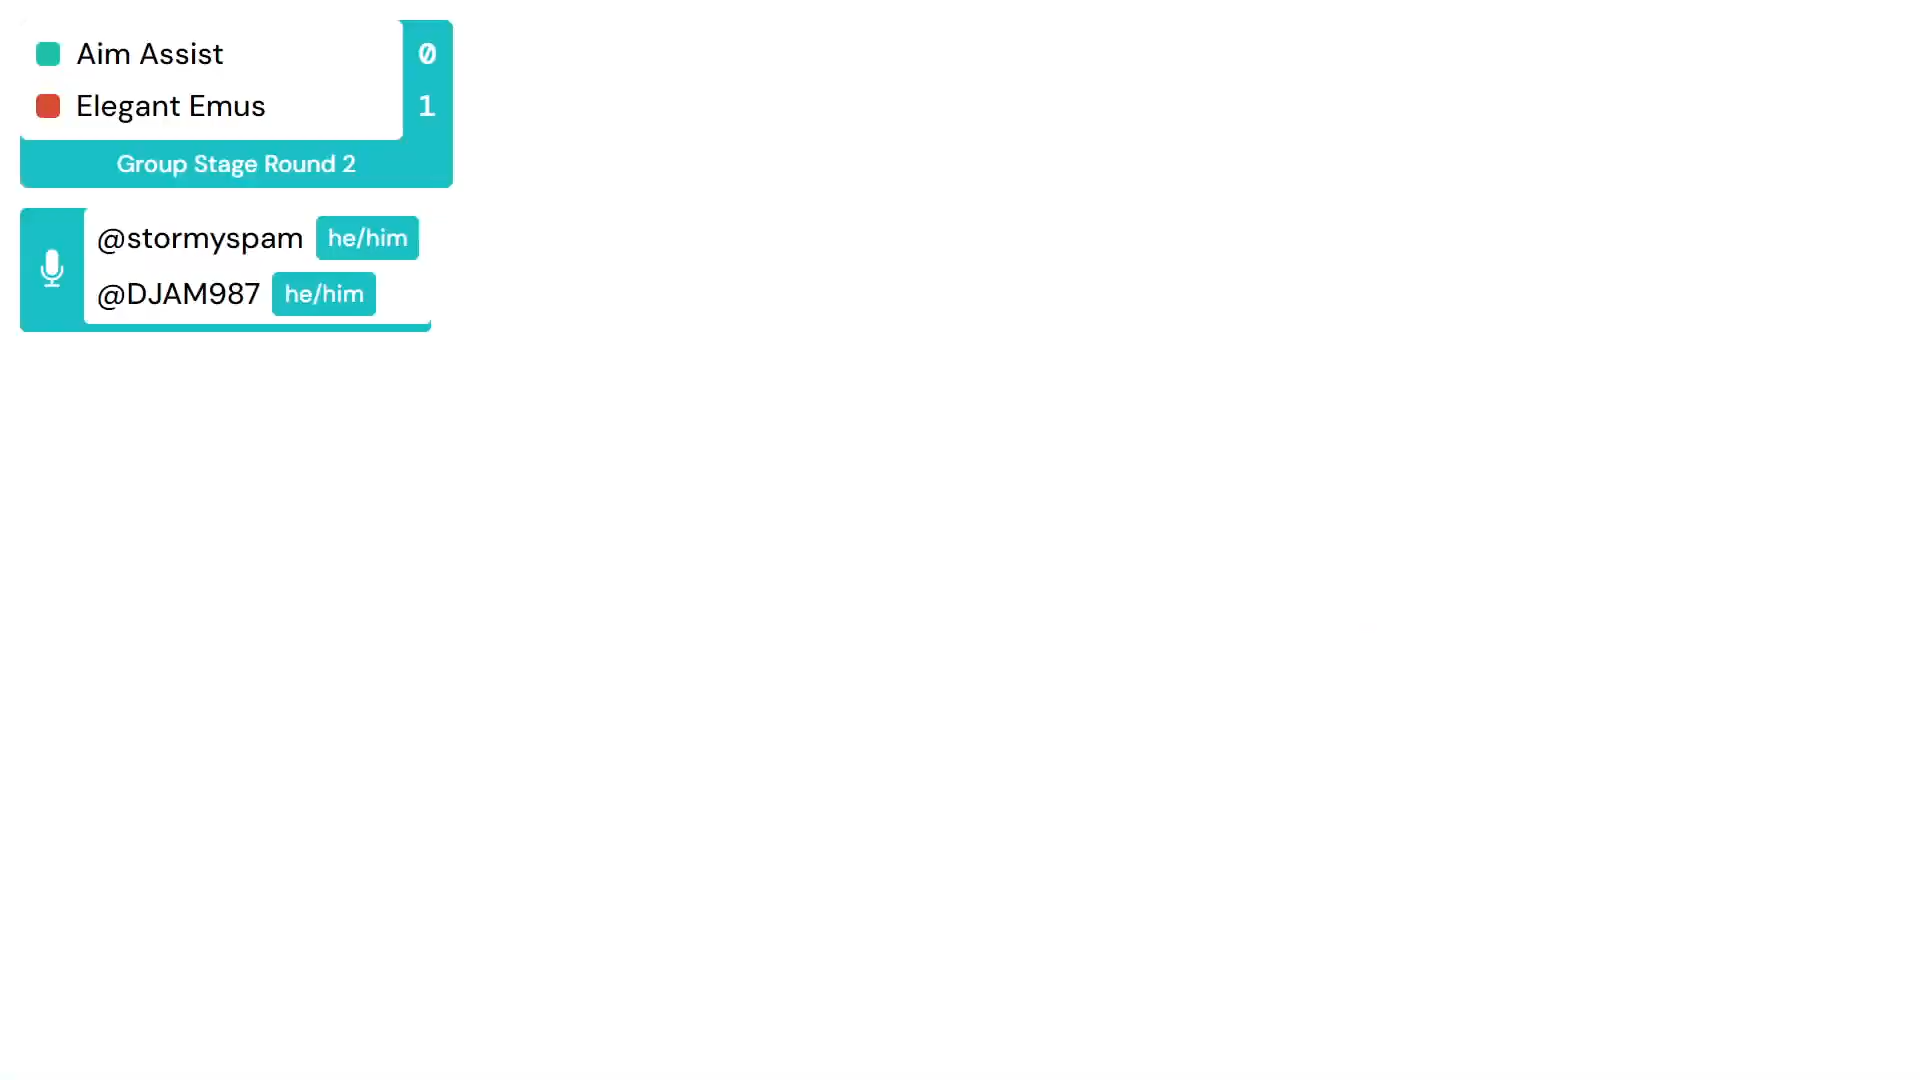 Aim Assist 0
Elegant Emus 1
Group Stage Round 2
@stormyspam he/him
@DJAM987 he/him